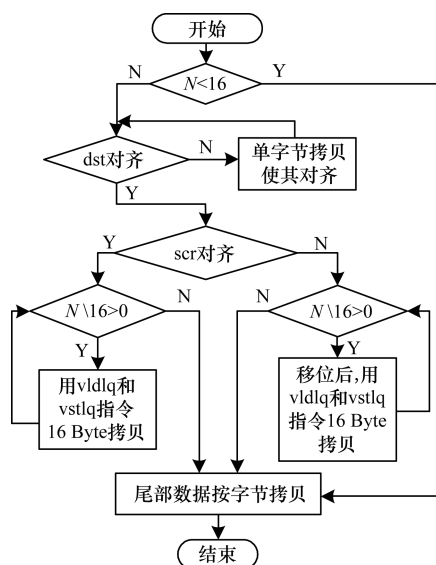 开始
N
N<16
Y
dst对齐
N
单字节拷贝
使其对齐
Y
Y
scr对齐
N
N \16>0
N
N
N \16>0
Y
Y
用vldlq和
vstlq指令
16 Byte拷贝
移位后,用
vldlq和vstlq
指令16 Byte
拷贝
尾部数据按字节拷贝
结束